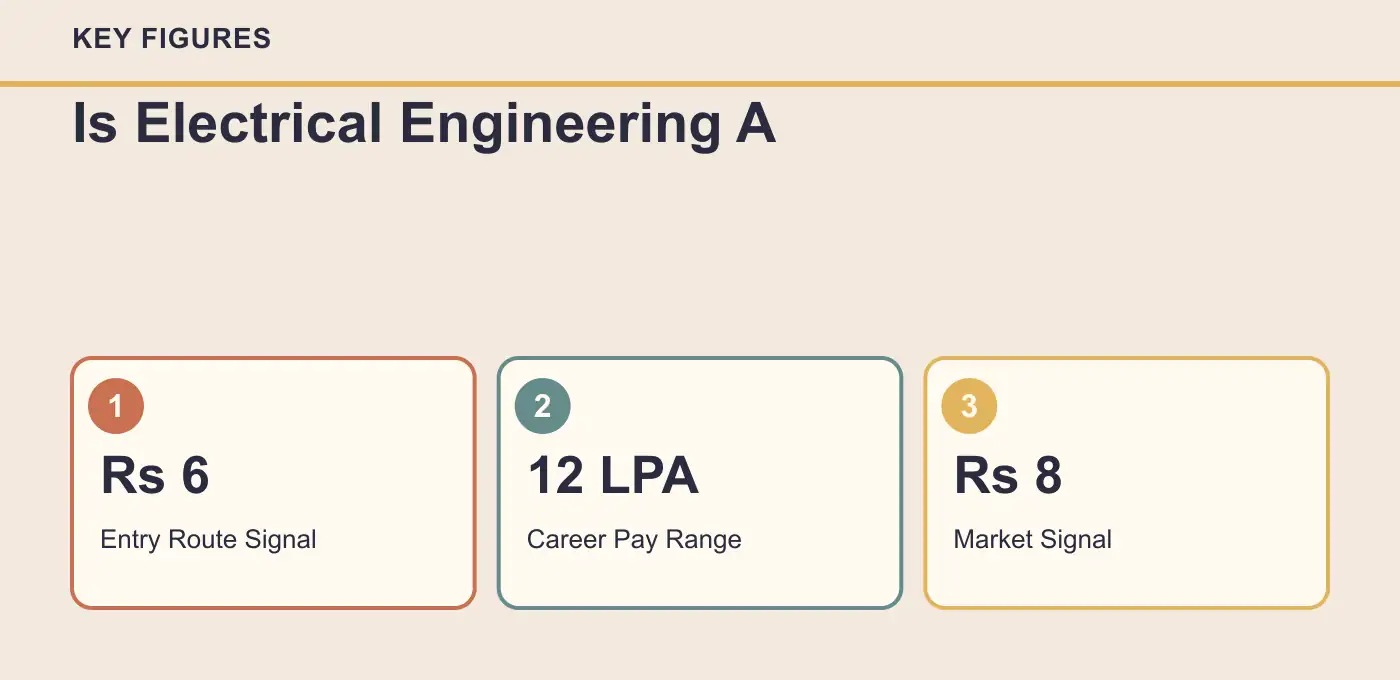 KEY FIGURES
Is Electrical Engineering A
1
Rs 6
Entry Route Signal
2
12 LPA
Career Pay Range
3
Rs 8
Market Signal